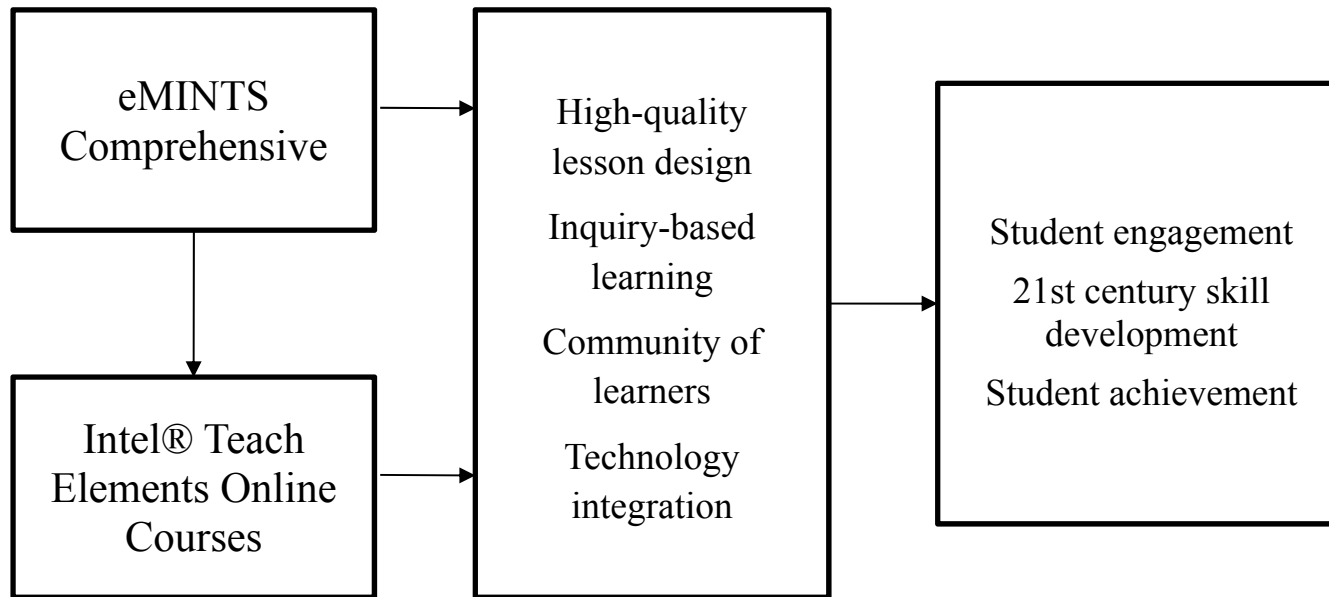 eMINTS
Comprehensive
Intel® Teach
Elements Online
Courses
High-quality
lesson design
Inquiry-based
learning
Community of
learners
Technology
integration
Student engagement
21st century skill
development
Student achievement